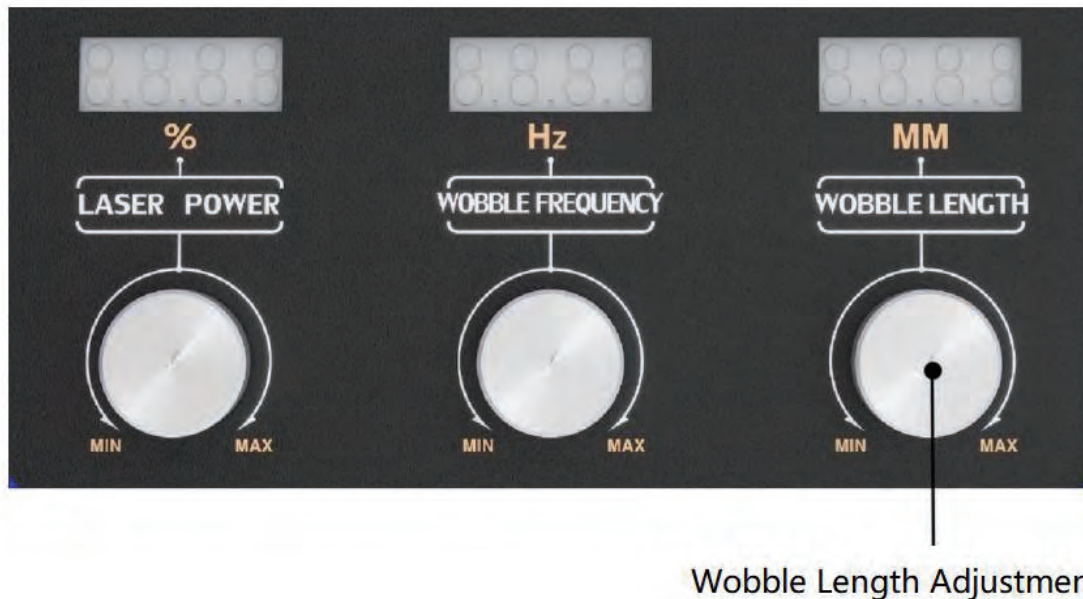 % Hz MM
LASER POWER WOBBLE FREQUENCY WOBBLE LENGTH
MIN MAX MIN MAX MIN MAX
Wobble Length Adjustmen